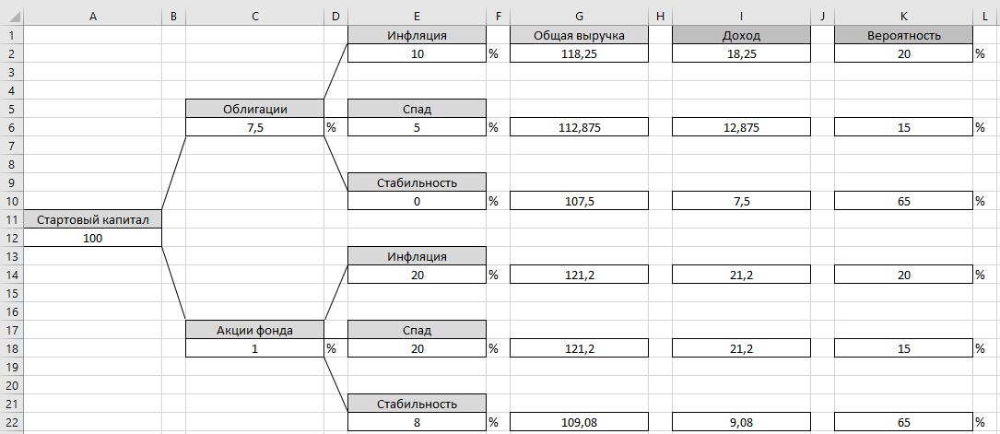 A B C D E F G H I J K L
1 Инфляция Общая выручка Доход Вероятность
2 10 % 118,25 18,25 20 %
3
4
5 Облигации Спад
6 7,5 % 5 % 112,875 12,875 15 %
7
8
9 Стабильность
10 0 % 107,5 7,5 65 %
11 Стартовый капитал
12 100
13 Инфляция
14 20 % 121,2 21,2 20 %
15
16
17 Акции фонда Спад
18 1 % 20 % 121,2 21,2 15 %
19
20
21 Стабильность
22 8 % 109,08 9,08 65 %